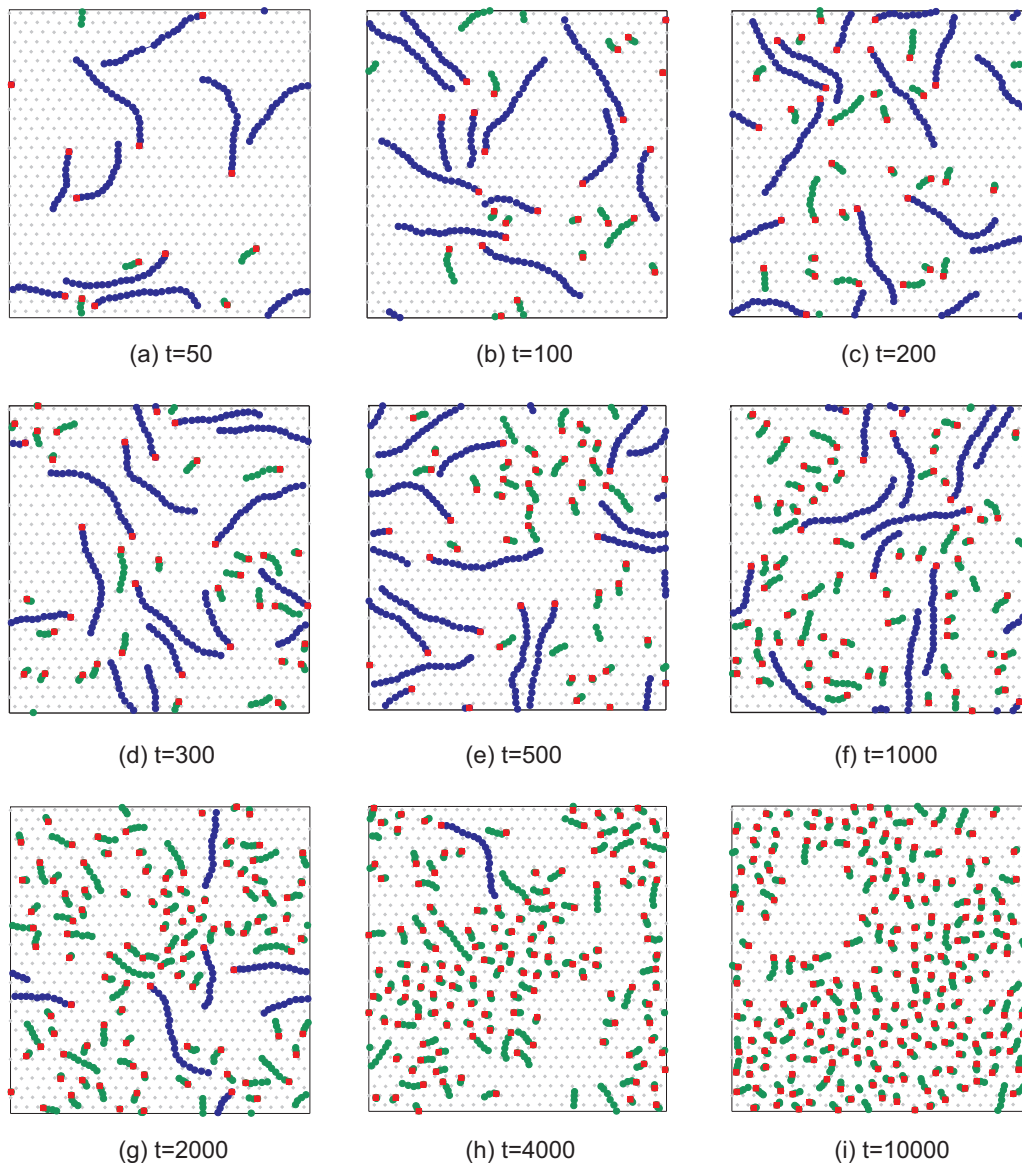 (a) t=50
(b) t=100
(c) t=200
(d) t=300
(e) t=500
(f) t=1000
(g) t=2000
(h) t=4000
(i) t=10000